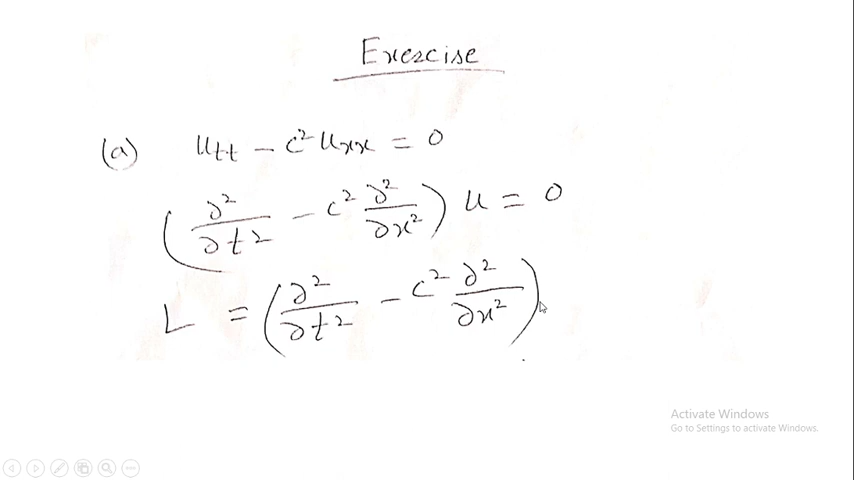 Exercise
(a) u_tt - c² u_xx = 0
(∂²/∂t² - c² ∂²/∂x²) u = 0
L = (∂²/∂t² - c² ∂²/∂x²)
Activate Windows
Go to Settings to activate Windows.